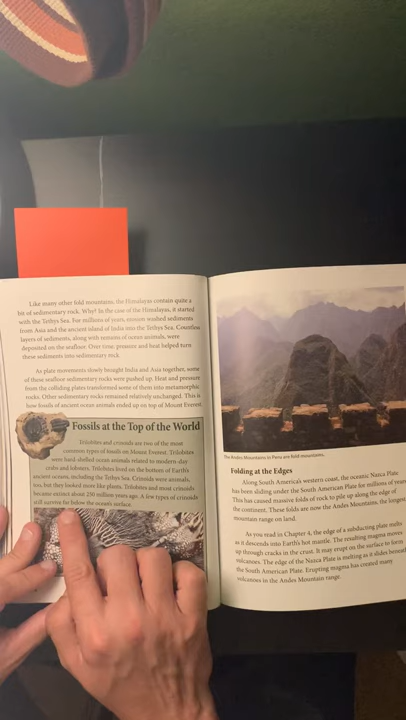 Like many other fold mountains, the Himalayas contain quite a
bit of sedimentary rock. Why? In the case of the Himalayas, it started
with the Tethys Sea. For millions of years, erosion washed sediments
from Asia and the ancient island of India into the Tethys Sea. Countless
layers of sediments, along with remains of ocean animals, were
deposited on the seafloor. Over time, pressure and heat helped turn
these sediments into sedimentary rock.
As plate movements slowly brought India and Asia together, some
of these seafloor sedimentary rocks were pushed up. Heat and pressure
from the colliding plates transformed some of them into metamorphic
rocks. Other sedimentary rocks remained relatively unchanged. This is
how fossils of ancient ocean animals ended up on top of Mount Everest.
Fossils at the Top of the World
Trilobites and crinoids are two of the most
common types of fossils on Mount Everest. Trilobites
were hard-shelled ocean animals related to modern-day
crabs and lobsters. Trilobites lived on the bottom of Earth's
ancient oceans, including the Tethys Sea. Crinoids were animals,
too, but they looked more like plants. Trilobites and most crinoids
became extinct about 250 million years ago. A few types of crinoids
still survive far below the ocean's surface.
The Andes Mountains in Peru are fold mountains.
Folding at the Edges
Along South America's western coast, the oceanic Nazca Plate
has been sliding under the South American Plate for millions of years.
This has caused massive folds of rock to pile up along the edge of
the continent. These folds are now the Andes Mountains, the longest
mountain range on land.
As you read in Chapter 4, the edge of a subducting plate melts
as it descends into Earth's hot mantle. The resulting magma moves
up through cracks in the crust. It may erupt on the surface to form
volcanoes. The edge of the Nazca Plate is melting as it slides beneath
the South American Plate. Erupting magma has created many
volcanoes in the Andes Mountain range.